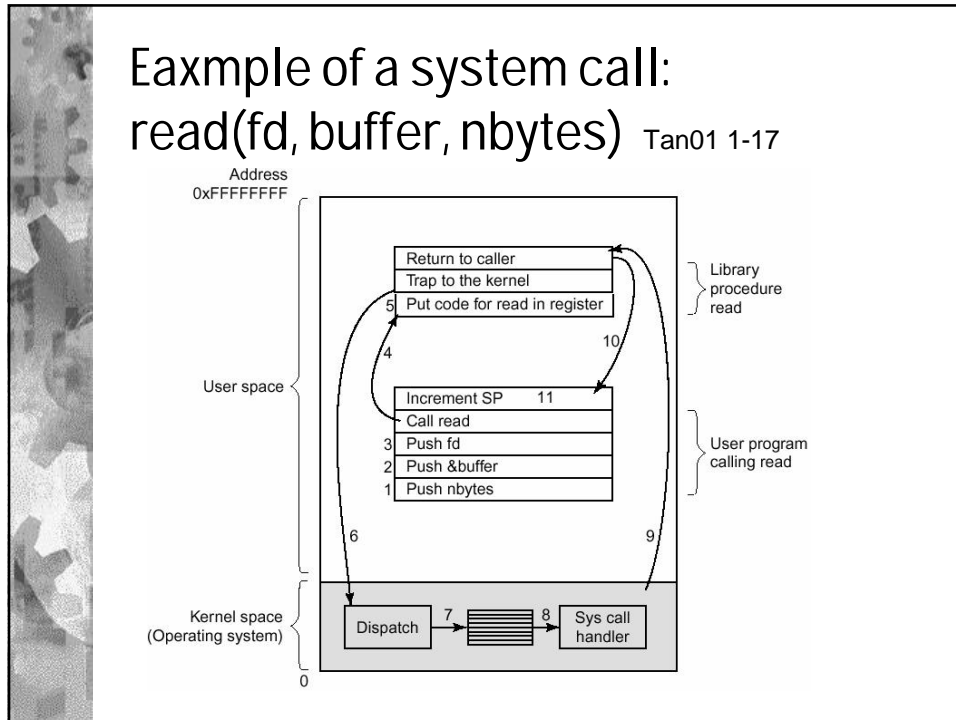 Eaxmple of a system call:
read(fd, buffer, nbytes) Tan01 1-17
Address
0xFFFFFFFF
Return to caller
Trap to the kernel
5 Put code for read in register
Library
procedure
read
4
10
User space
Increment SP 11
Call read
3 Push fd
2 Push &buffer
1 Push nbytes
User program
calling read
6
9
Kernel space
(Operating system)
Dispatch
7
8
Sys call
handler
0